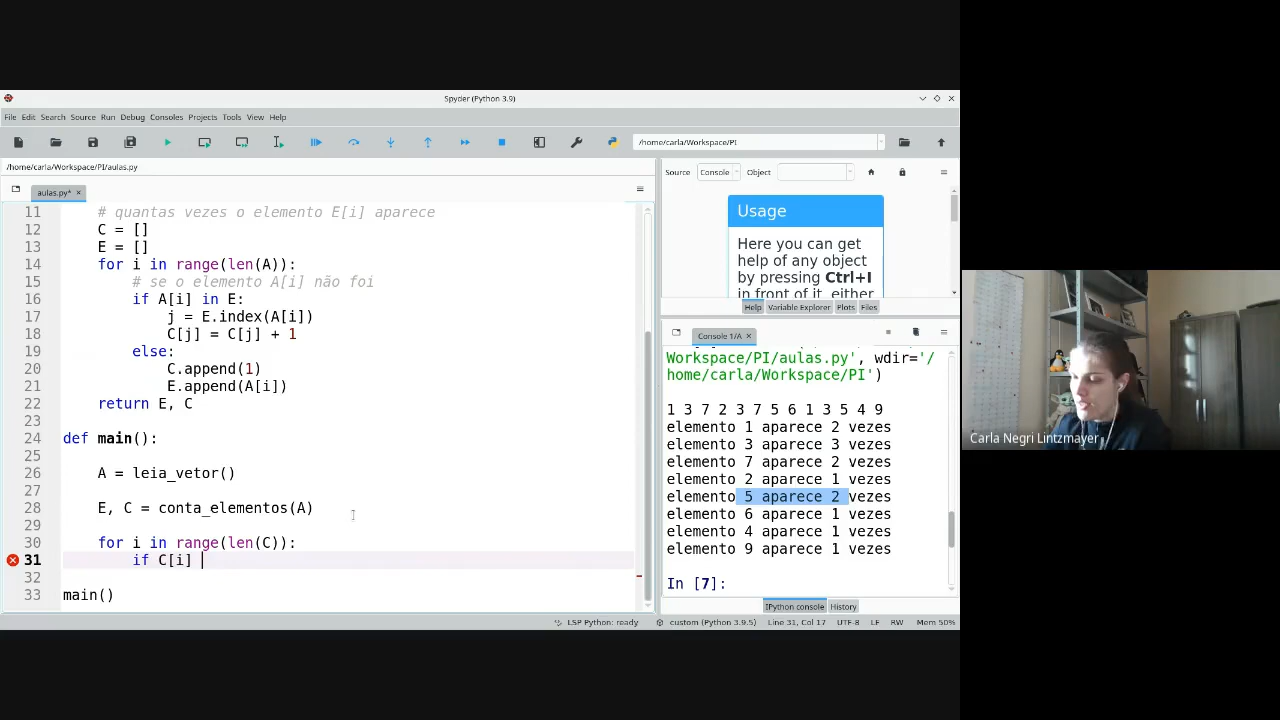 Spyder (Python 3.9)
File Edit Search Source Run Debug Consoles Projects Tools View Help
/home/carla/Workspace/PI
/home/carla/Workspace/PI/aulas.py
Source Console Object
aulas.py*
Usage
Here you can get
help of any object
by pressing Ctrl+I
in front of it, either
Help Variable Explorer Plots Files
11 # quantas vezes o elemento E[i] aparece
12 C = []
13 E = []
14 for i in range(len(A)):
15 # se o elemento A[i] não foi
16 if A[i] in E:
17 j = E.index(A[i])
18 C[j] = C[j] + 1
19 else:
20 C.append(1)
21 E.append(A[i])
22 return E, C
23
24 def main():
25
26 A = leia_vetor()
27
28 E, C = conta_elementos(A)
29
30 for i in range(len(C)):
31 if C[i]
32
33 main()
Console 1/A
Workspace/PI/aulas.py', wdir='/
home/carla/Workspace/PI')
1 3 7 2 3 7 5 6 1 3 5 4 9
elemento 1 aparece 2 vezes
elemento 3 aparece 3 vezes
elemento 7 aparece 2 vezes
elemento 2 aparece 1 vezes
elemento 5 aparece 2 vezes
elemento 6 aparece 1 vezes
elemento 4 aparece 1 vezes
elemento 9 aparece 1 vezes
In [7]:
IPython console History
LSP Python: ready custom (Python 3.9.5) Line 31, Col 17 UTF-8 LF RW Mem 50%
Carla Negri Lintzmayer